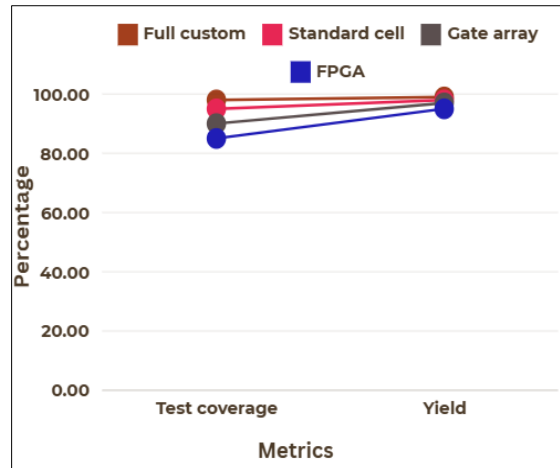 Full custom Standard cell Gate array
FPGA
100.00
80.00
60.00
40.00
20.00
0.00
Percentage
Test coverage Yield
Metrics